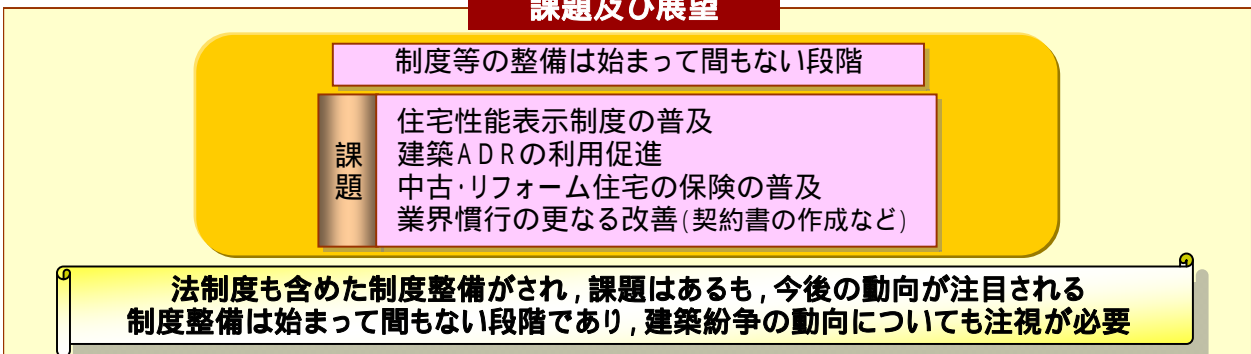 課題及び展望
制度等の整備は始まって間もない段階
課題
住宅性能表示制度の普及
建築ADRの利用促進
中古・リフォーム住宅の保険の普及
業界慣行の更なる改善(契約書の作成など)
法制度も含めた制度整備がされ,課題はあるも,今後の動向が注目される
制度整備は始まって間もない段階であり,建築紛争の動向についても注視が必要